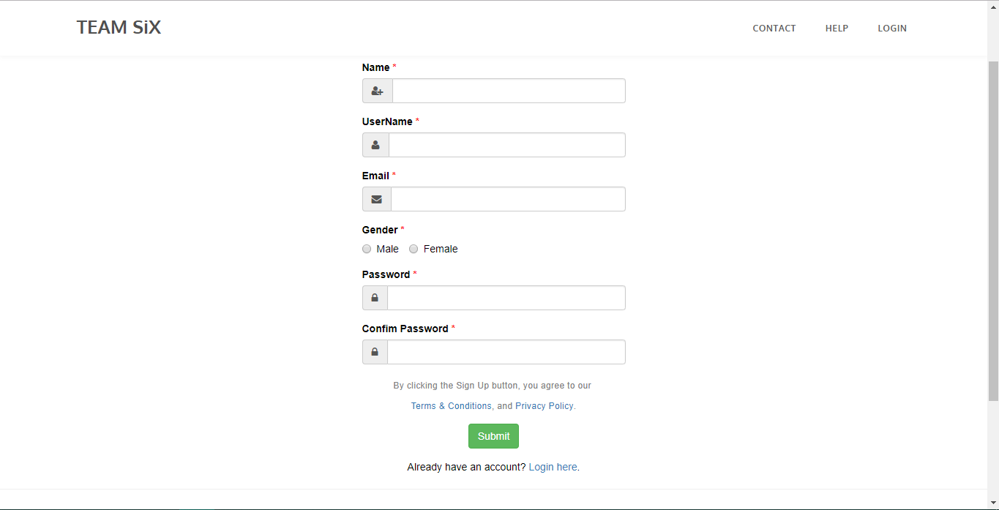 TEAM SiX
CONTACT HELP LOGIN
Name *
UserName *
Email *
Gender *
Male Female
Password *
Confim Password *
By clicking the Sign Up button, you agree to our
Terms & Conditions, and Privacy Policy.
Submit
Already have an account? Login here.